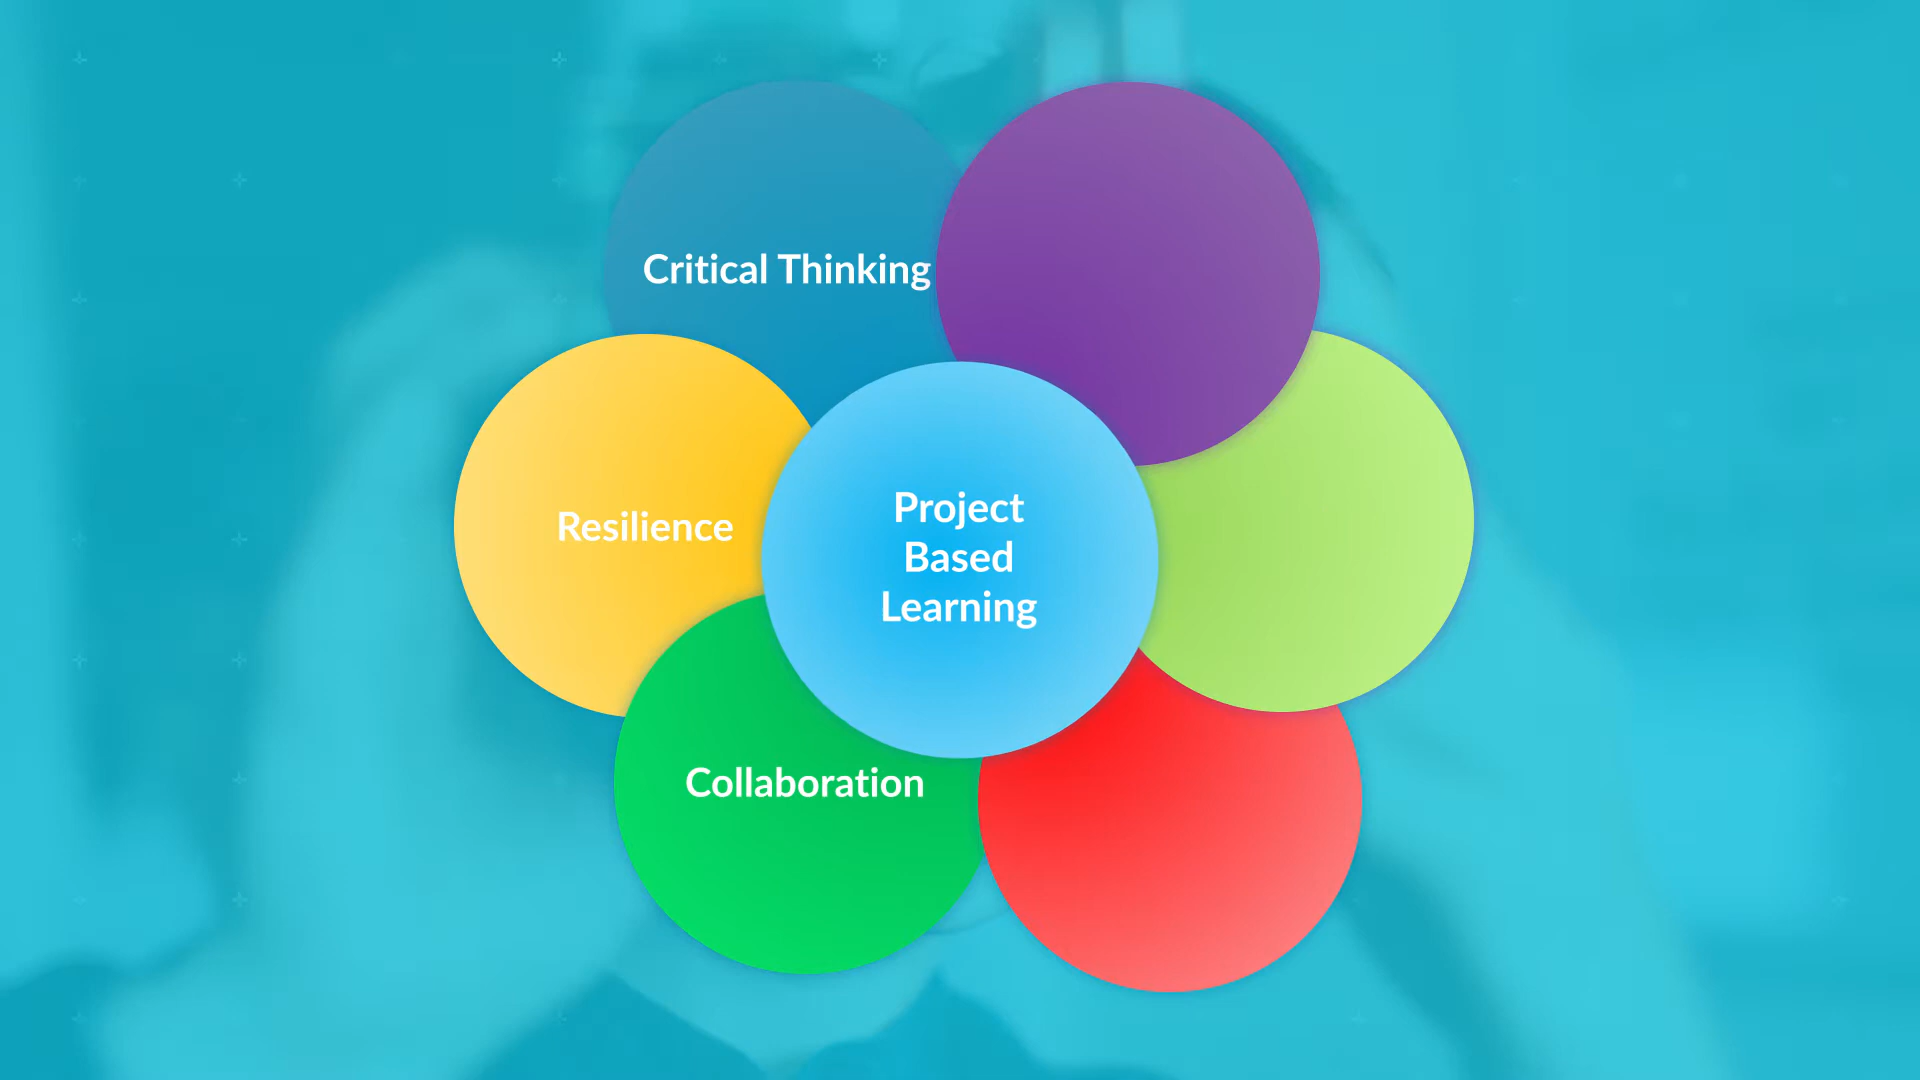 Critical Thinking
Resilience
Project
Based
Learning
Collaboration